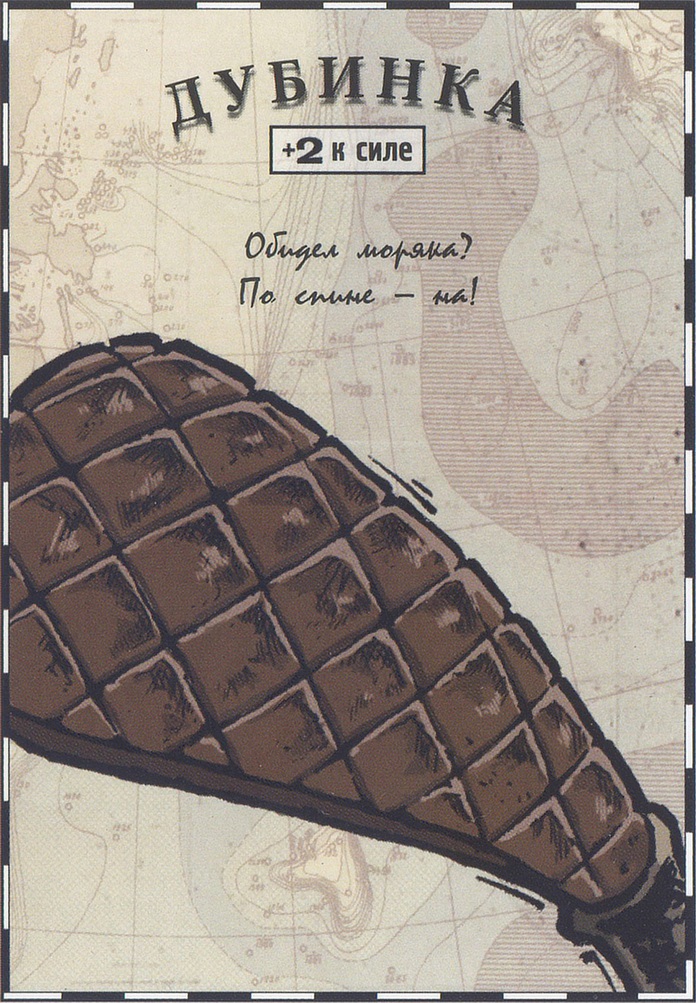 ДУБИНКА
+2 к силе
Обидел моряка?
По спине — на!